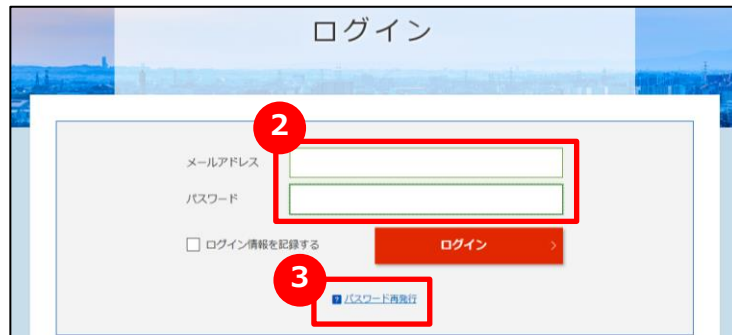 ログイン
2
メールアドレス
パスワード
ログイン情報を記録する
ログイン
3
? パスワード再発行